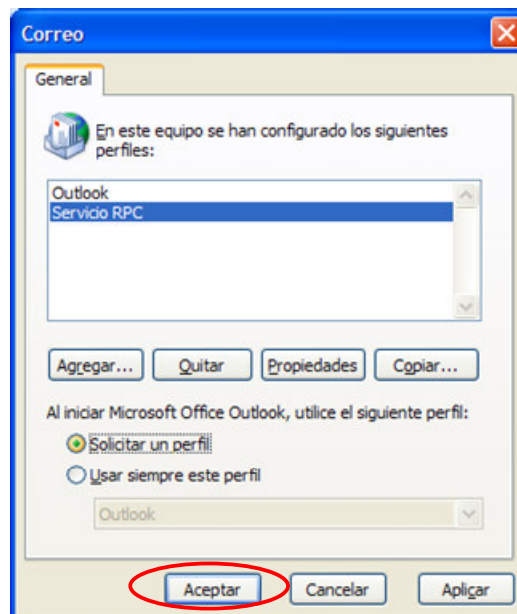 Correo
General
En este equipo se han configurado los siguientes
perfiles:
Outlook
Servicio RPC
Agregar... Quitar Propiedades Copiar...
Al iniciar Microsoft Office Outlook, utilice el siguiente perfil:
Solicitar un perfil
Usar siempre este perfil
Outlook
Aceptar Cancelar Aplicar